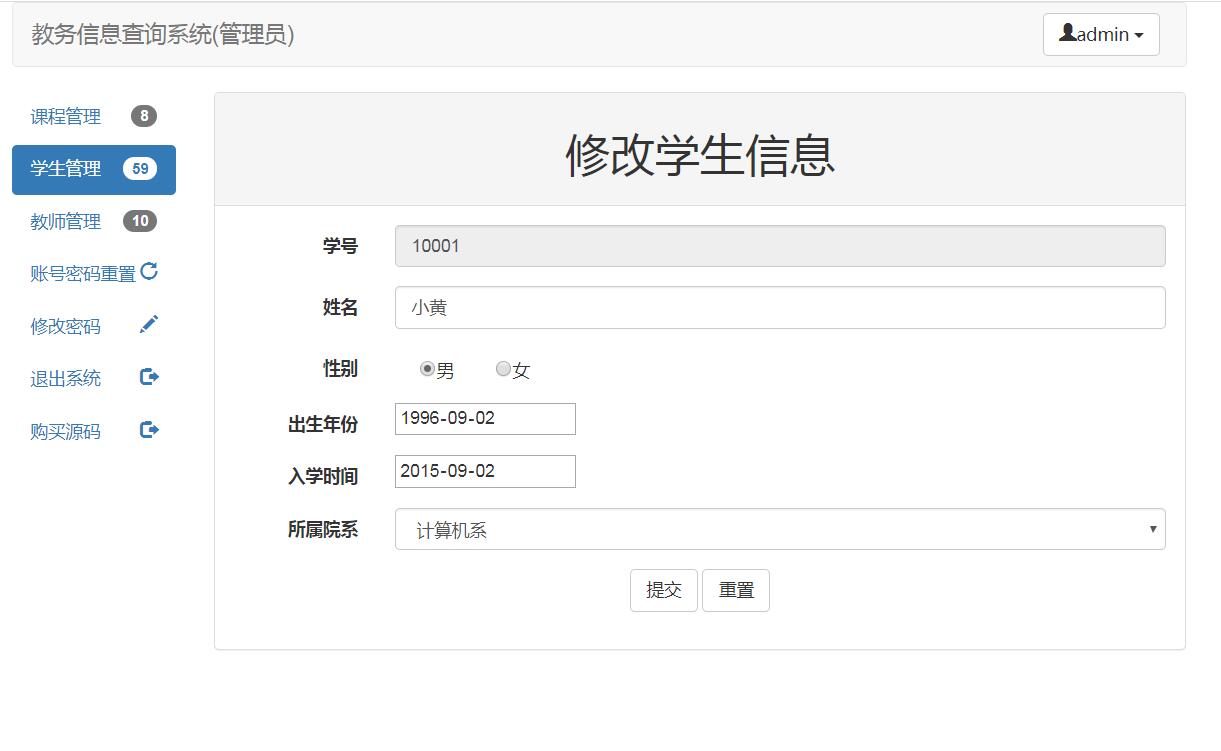 教务信息查询系统(管理员)
admin
课程管理 8
学生管理 59
教师管理 10
账号密码重置
修改密码
退出系统
购买源码
修改学生信息
学号 10001
姓名 小黄
性别 男 女
出生年份 1996-09-02
入学时间 2015-09-02
所属院系 计算机系
提交 重置